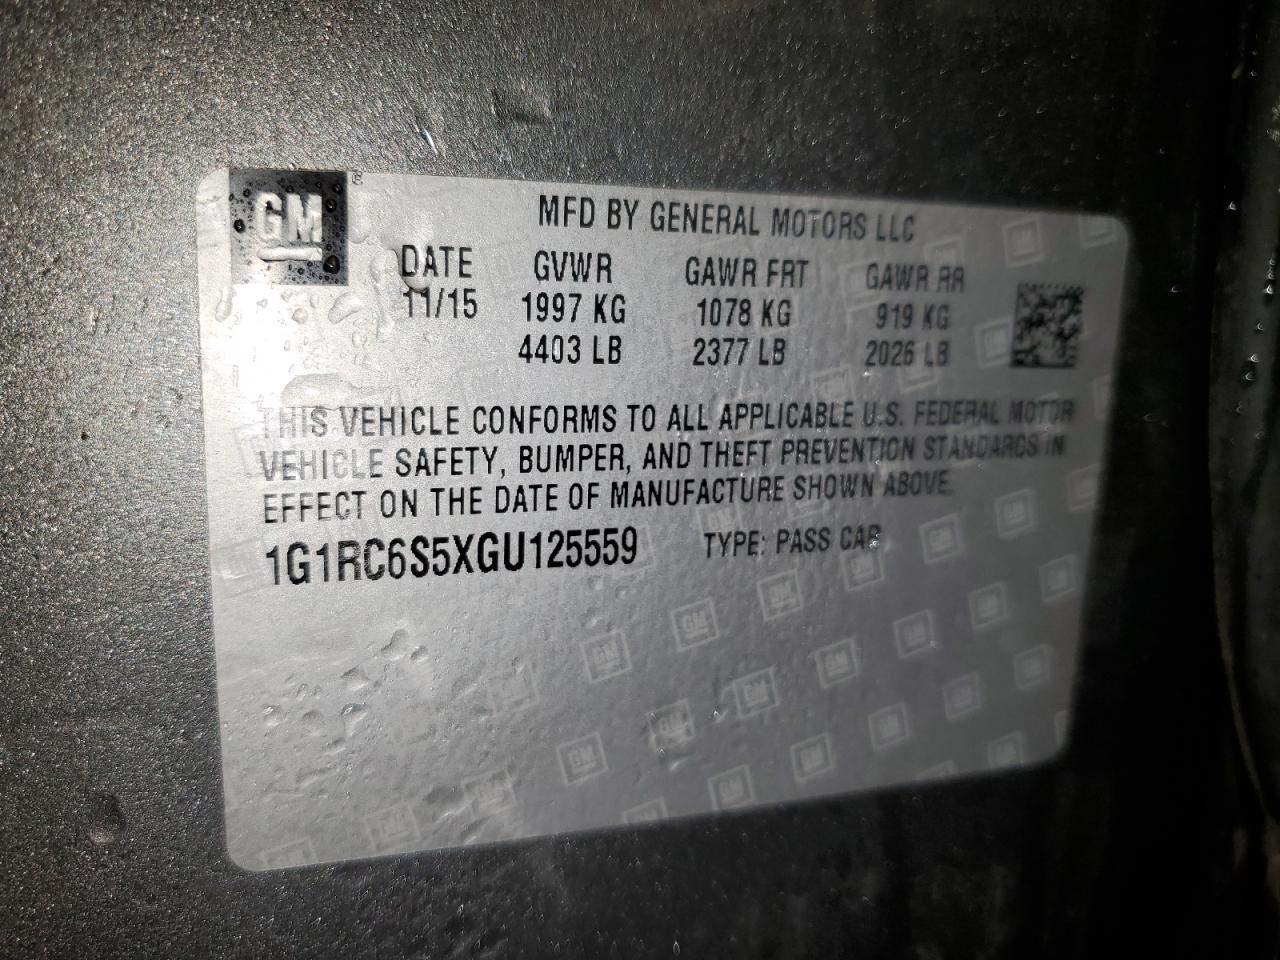 GM ®
MFD BY GENERAL MOTORS LLC
DATE GVWR GAWR FRT GAWR RR
11/15 1997 KG 1078 KG 919 KG
4403 LB 2377 LB 2026 LB
THIS VEHICLE CONFORMS TO ALL APPLICABLE U.S. FEDERAL MOTOR
VEHICLE SAFETY, BUMPER, AND THEFT PREVENTION STANDARDS IN
EFFECT ON THE DATE OF MANUFACTURE SHOWN ABOVE.
1G1RC6S5XGU125559 TYPE: PASS CAR